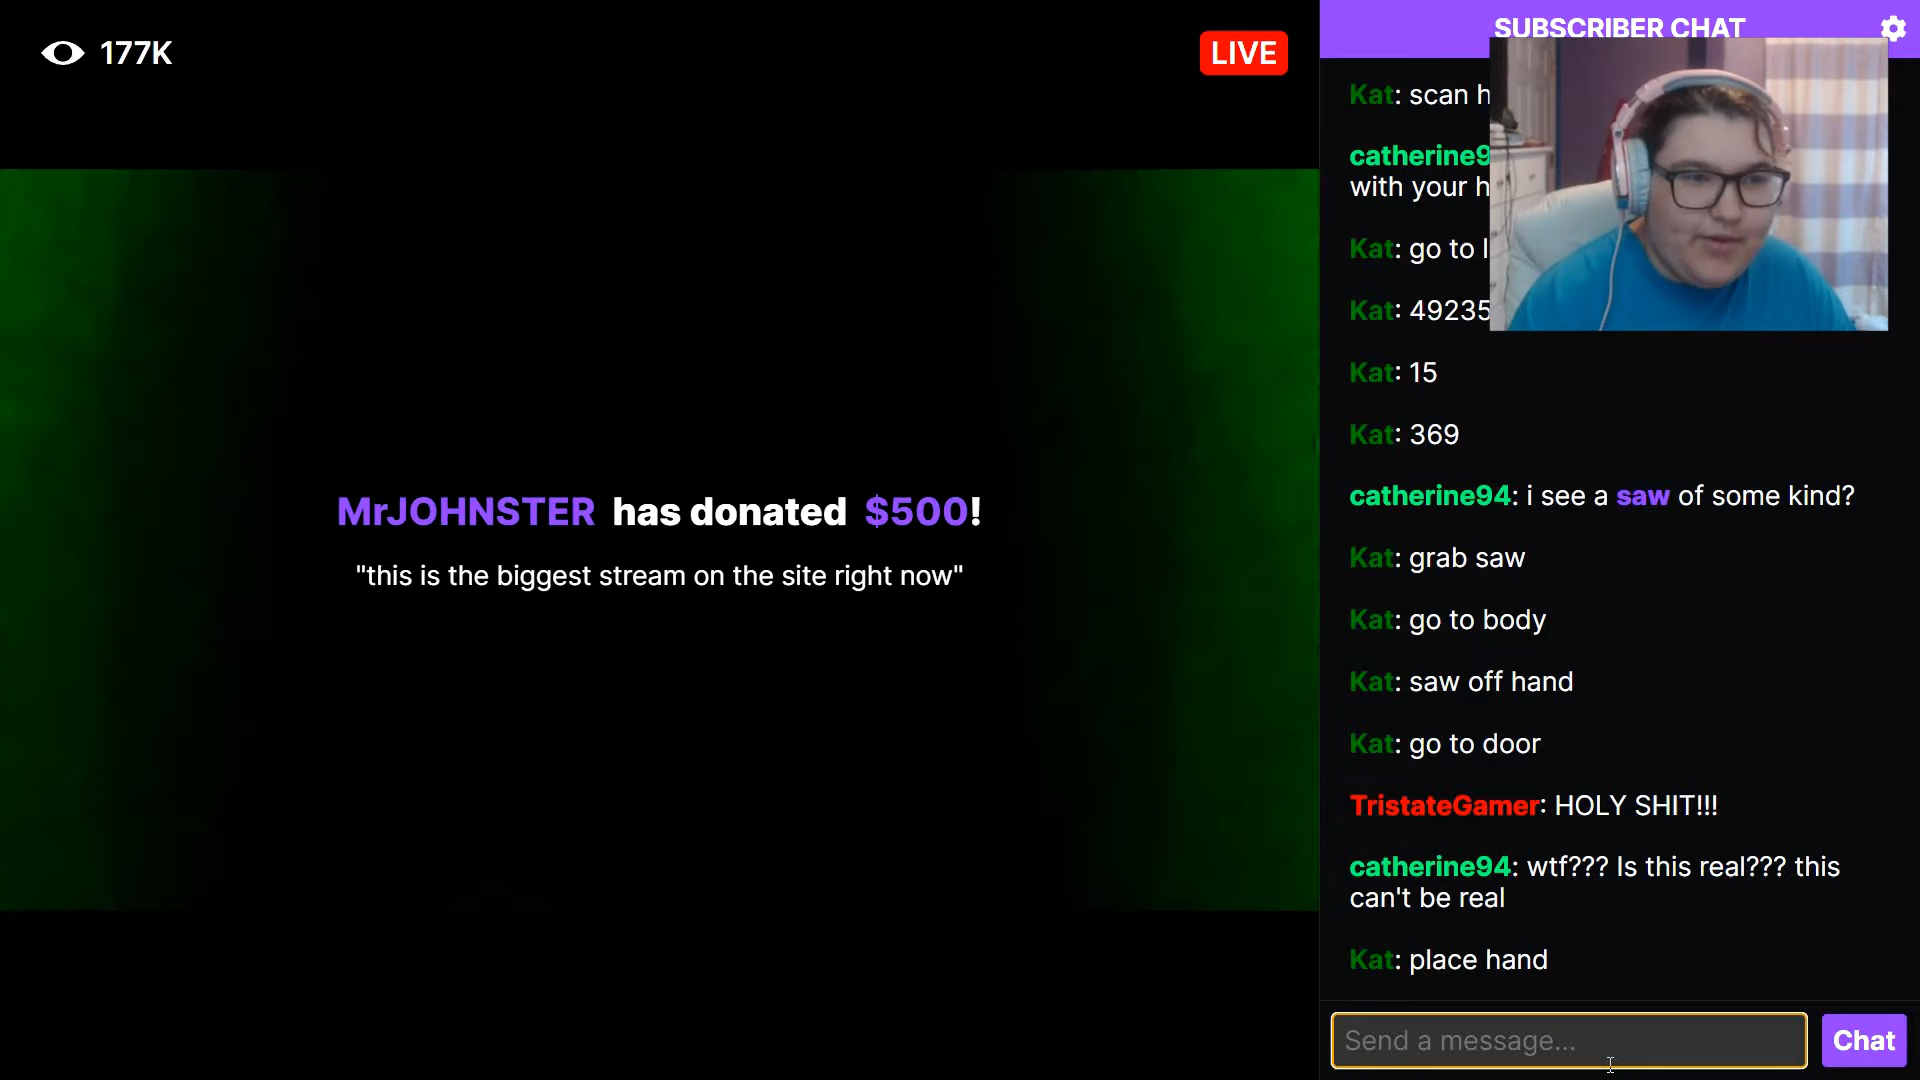 177K
LIVE
MrJOHNSTER has donated $500!
"this is the biggest stream on the site right now"
SUBSCRIBER CHAT
Kat: scan h
catherine9
with your h
Kat: go to l
Kat: 49235
Kat: 15
Kat: 369
catherine94: i see a saw of some kind?
Kat: grab saw
Kat: go to body
Kat: saw off hand
Kat: go to door
TristateGamer: HOLY SHIT!!!
catherine94: wtf??? Is this real??? this
can't be real
Kat: place hand
Send a message...
Chat